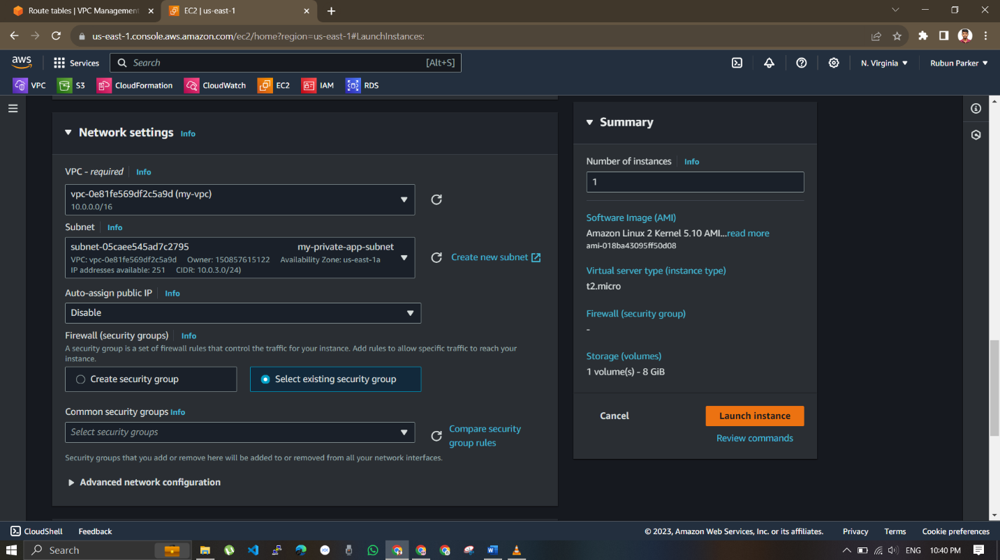 Route tables | VPC Management
EC2 | us-east-1
us-east-1.console.aws.amazon.com/ec2/home?region=us-east-1#LaunchInstances:
aws
Services
Search
[Alt+S]
N. Virginia
Rubun Parker
VPC
S3
CloudFormation
CloudWatch
EC2
IAM
RDS
Network settings Info
VPC - required Info
vpc-0e81fe569df2c5a9d (my-vpc)
10.0.0.0/16
Subnet Info
subnet-05caee545ad7c2795 my-private-app-subnet
VPC: vpc-0e81fe569df2c5a9d Owner: 150857615122 Availability Zone: us-east-1a
IP addresses available: 251 CIDR: 10.0.3.0/24)
Create new subnet
Auto-assign public IP Info
Disable
Firewall (security groups) Info
A security group is a set of firewall rules that control the traffic for your instance. Add rules to allow specific traffic to reach your
instance.
Create security group
Select existing security group
Common security groups Info
Select security groups
Compare security
group rules
Security groups that you add or remove here will be added to or removed from all your network interfaces.
Advanced network configuration
Summary
Number of instances Info
1
Software Image (AMI)
Amazon Linux 2 Kernel 5.10 AMI...read more
ami-018ba43095ff50d08
Virtual server type (instance type)
t2.micro
Firewall (security group)
-
Storage (volumes)
1 volume(s) - 8 GiB
Cancel
Launch instance
Review commands
CloudShell
Feedback
© 2023, Amazon Web Services, Inc. or its affiliates.
Privacy
Terms
Cookie preferences
Search
ENG
10:40 PM